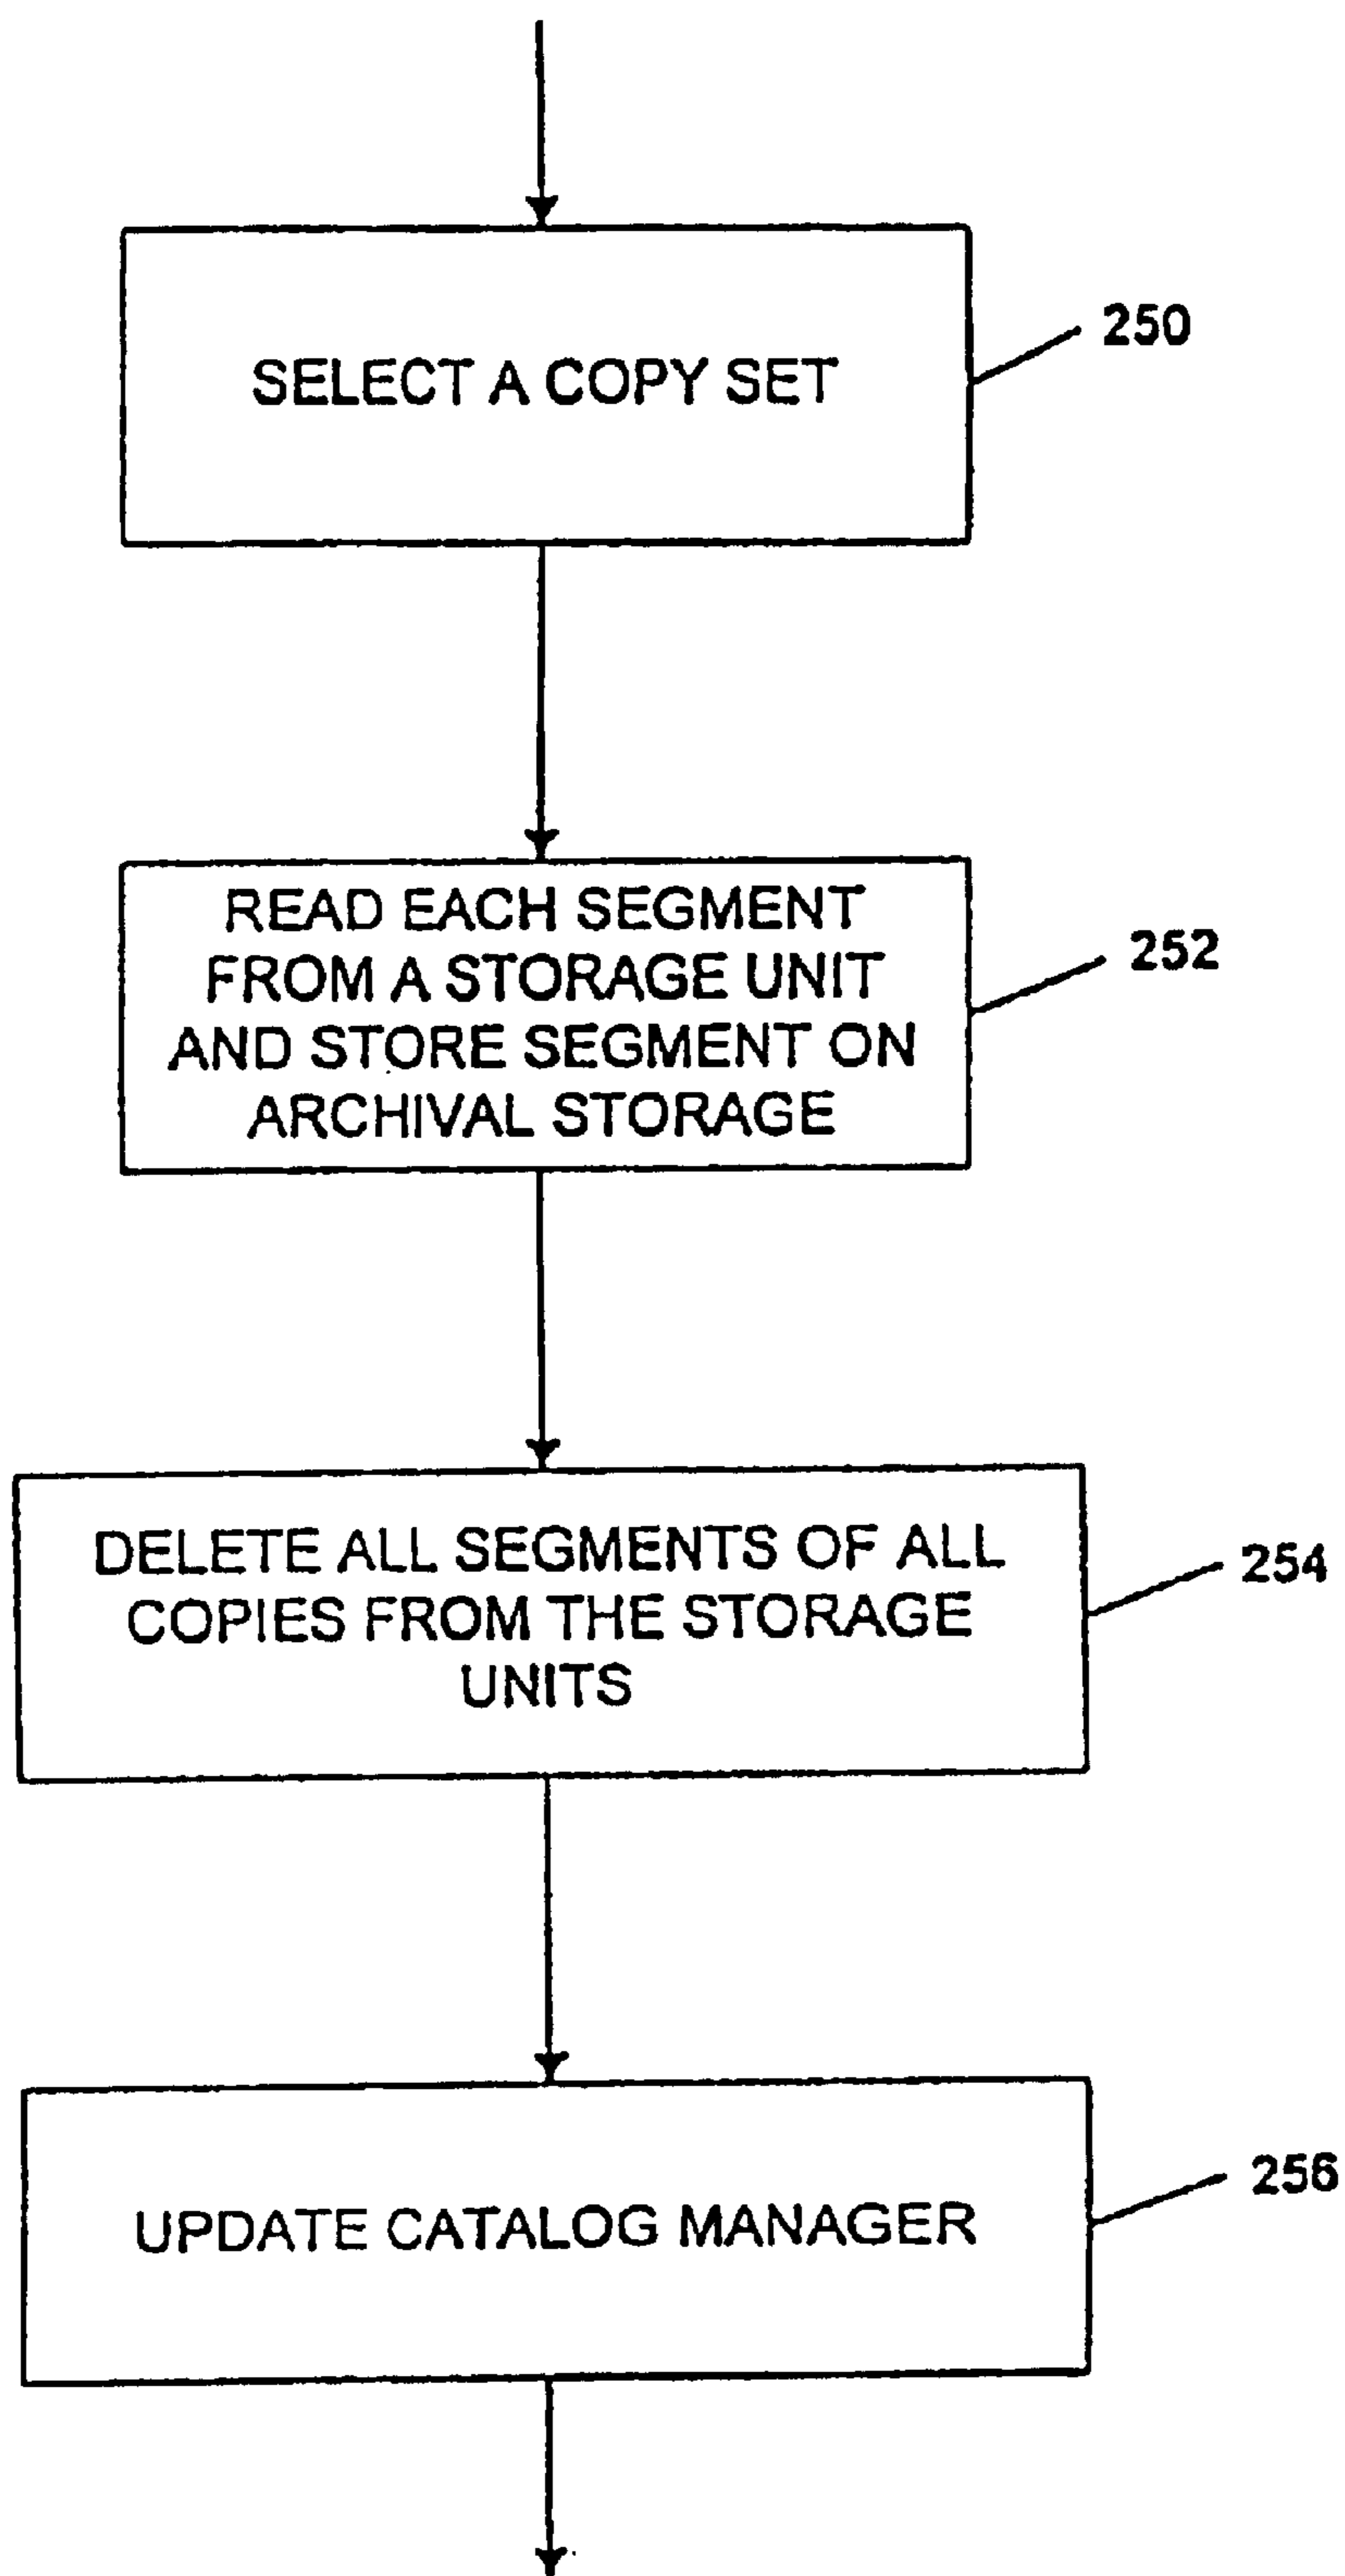 SELECT A COPY SET
250
READ EACH SEGMENT
FROM A STORAGE UNIT
AND STORE SEGMENT ON
ARCHIVAL STORAGE
252
DELETE ALL SEGMENTS OF ALL
COPIES FROM THE STORAGE
UNITS
254
UPDATE CATALOG MANAGER
256